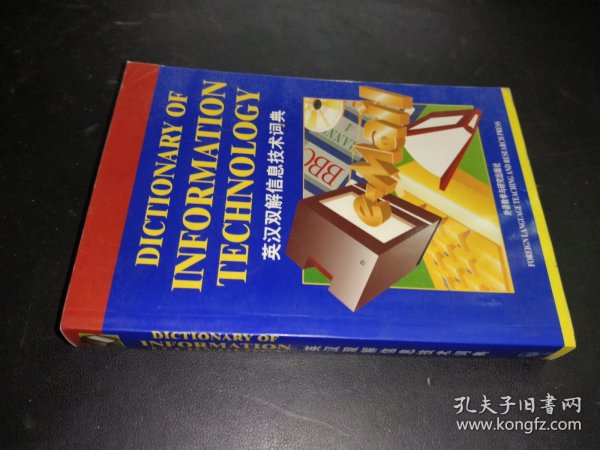 DICTIONARY OF
INFORMATION
TECHNOLOGY
英汉双解信息技术词典
e-Mail
BBC
外语教学与研究出版社
FOREIGN LANGUAGE TEACHING AND RESEARCH PRESS
DICTIONARY OF
INFORMATION
英汉双解信息技术词典
孔夫子旧书网
www.kongfz.com